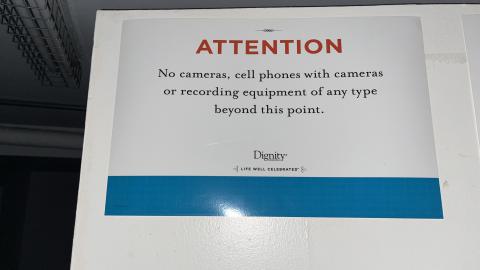 ATTENTION
No cameras, cell phones with cameras
or recording equipment of any type
beyond this point.
Dignity®
LIFE WELL CELEBRATED®